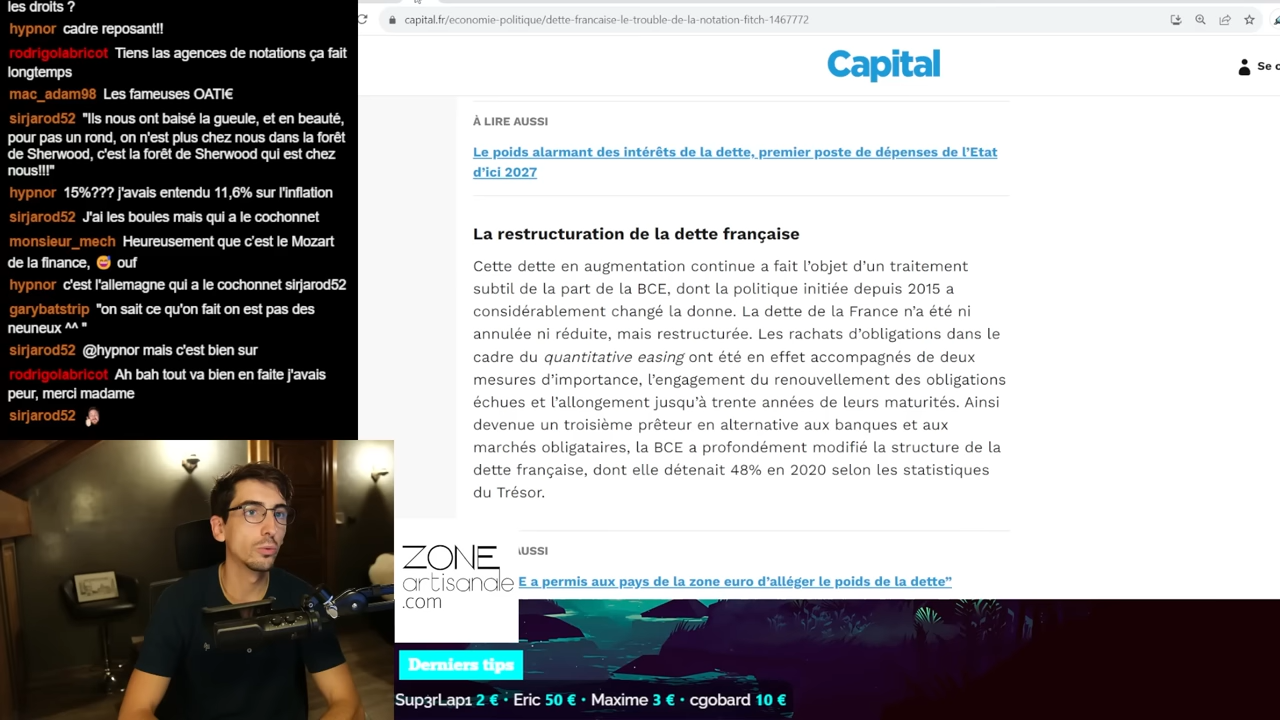 les droits ?
hypnor cadre reposant!!
rodrigolabricot Tiens las agences de notations ça fait
longtemps
mac_adam98 Les fameuses OATI€
sirjarod52 "Ils nous ont baisé la gueule, et en beauté,
pour pas un rond, on n'est plus chez nous dans la forêt
de Sherwood, c'est la forêt de Sherwood qui est chez
nous!!!"
hypnor 15%??? j'avais entendu 11,6% sur l'inflation
sirjarod52 J'ai les boules mais qui a le cochonnet
monsieur_mech Heureusement que c'est le Mozart
de la finance, 😅 ouf
hypnor c'est l'allemagne qui a le cochonnet sirjarod52
garybatstrip "on sait ce qu'on fait on est pas des
neuneux ^^ "
sirjarod52 @hypnor mais c'est bien sur
rodrigolabricot Ah bah tout va bien en faite j'avais
peur, merci madame
sirjarod52
capital.fr/economie-politique/dette-francaise-le-trouble-de-la-notation-fitch-1467772
Capital
Se c
À LIRE AUSSI
Le poids alarmant des intérêts de la dette, premier poste de dépenses de l'Etat
d'ici 2027
La restructuration de la dette française
Cette dette en augmentation continue a fait l'objet d'un traitement
subtil de la part de la BCE, dont la politique initiée depuis 2015 a
considérablement changé la donne. La dette de la France n'a été ni
annulée ni réduite, mais restructurée. Les rachats d'obligations dans le
cadre du quantitative easing ont été en effet accompagnés de deux
mesures d'importance, l'engagement du renouvellement des obligations
échues et l'allongement jusqu'à trente années de leurs maturités. Ainsi
devenue un troisième prêteur en alternative aux banques et aux
marchés obligataires, la BCE a profondément modifié la structure de la
dette française, dont elle détenait 48% en 2020 selon les statistiques
du Trésor.
AUSSI
E a permis aux pays de la zone euro d'alléger le poids de la dette"
ZONE
artisanale
.com
Derniers tips
Sup3rLap1 2 € • Eric 50 € • Maxime 3 € • cgobard 10 €